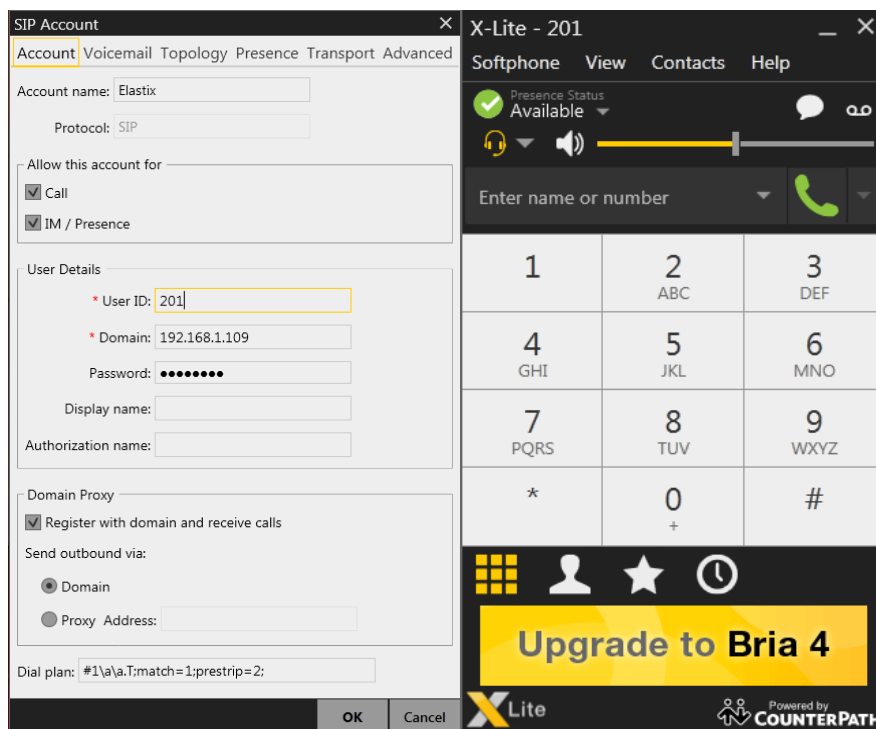 SIP Account
Account Voicemail Topology Presence Transport Advanced
Account name: Elastix
Protocol: SIP
Allow this account for
Call
IM / Presence
User Details
* User ID: 201
* Domain: 192.168.1.109
Password: ●●●●●●●●
Display name:
Authorization name:
Domain Proxy
Register with domain and receive calls
Send outbound via:
Domain
Proxy Address:
Dial plan: #1\a\a.T;match=1;prestrip=2;
OK Cancel
X-Lite - 201
Softphone View Contacts Help
Presence Status
Available
Enter name or number
1 2 3
ABC DEF
4 5 6
GHI JKL MNO
7 8 9
PQRS TUV WXYZ
* 0 #
+
Upgrade to Bria 4
X Lite
Powered by
COUNTERPATH